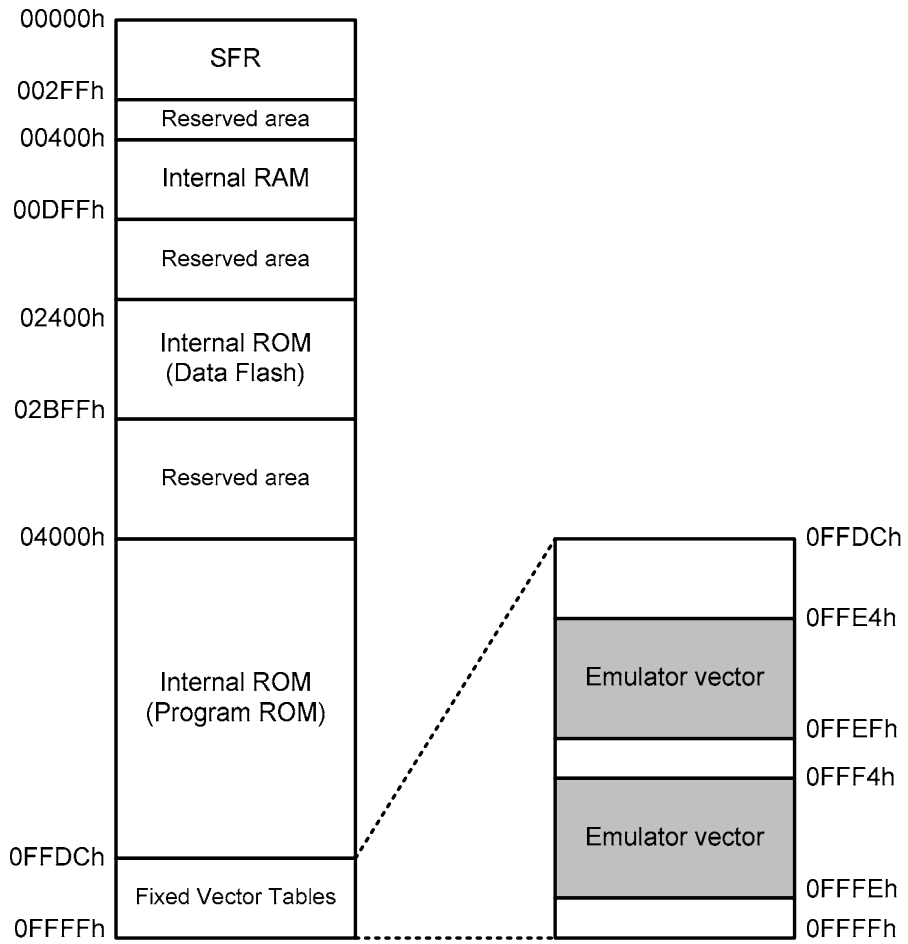 00000h
SFR
002FFh
Reserved area
00400h
Internal RAM
00DFFh
Reserved area
02400h
Internal ROM
(Data Flash)
02BFFh
Reserved area
04000h
Internal ROM
(Program ROM)
0FFDCh
Fixed Vector Tables
0FFFFh
0FFDCh
0FFE4h
Emulator vector
0FFEFh
0FFF4h
Emulator vector
0FFFEh
0FFFFh